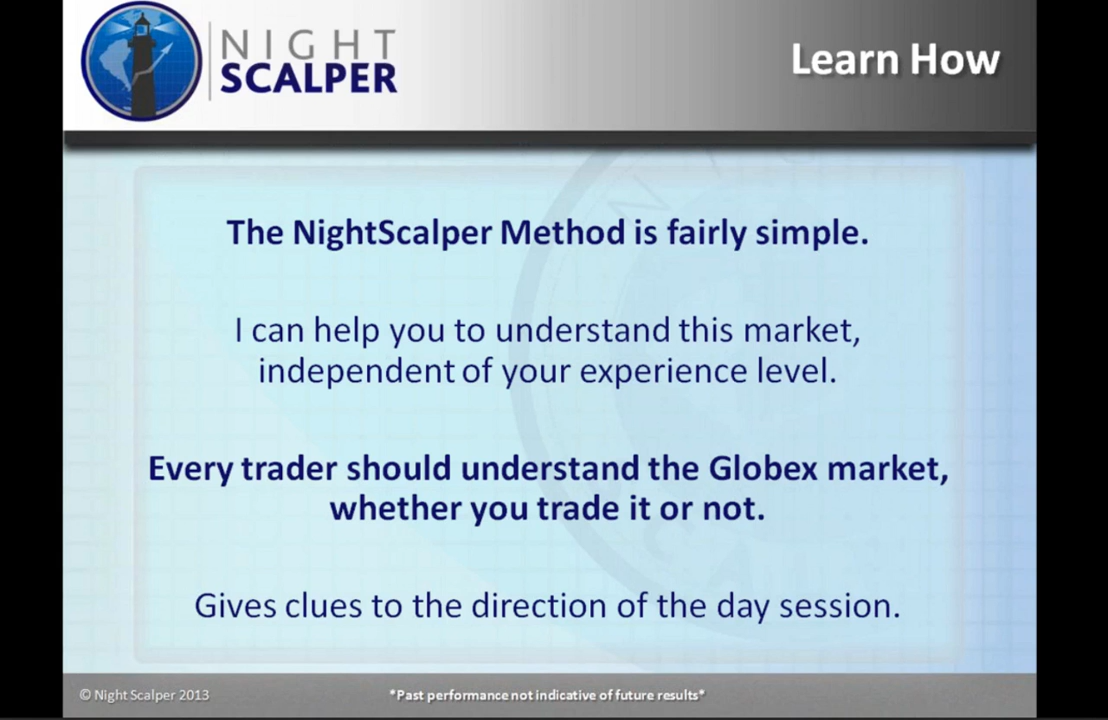 NIGHT
SCALPER
Learn How
The NightScalper Method is fairly simple.
I can help you to understand this market,
independent of your experience level.
Every trader should understand the Globex market,
whether you trade it or not.
Gives clues to the direction of the day session.
© Night Scalper 2013
*Past performance not indicative of future results*